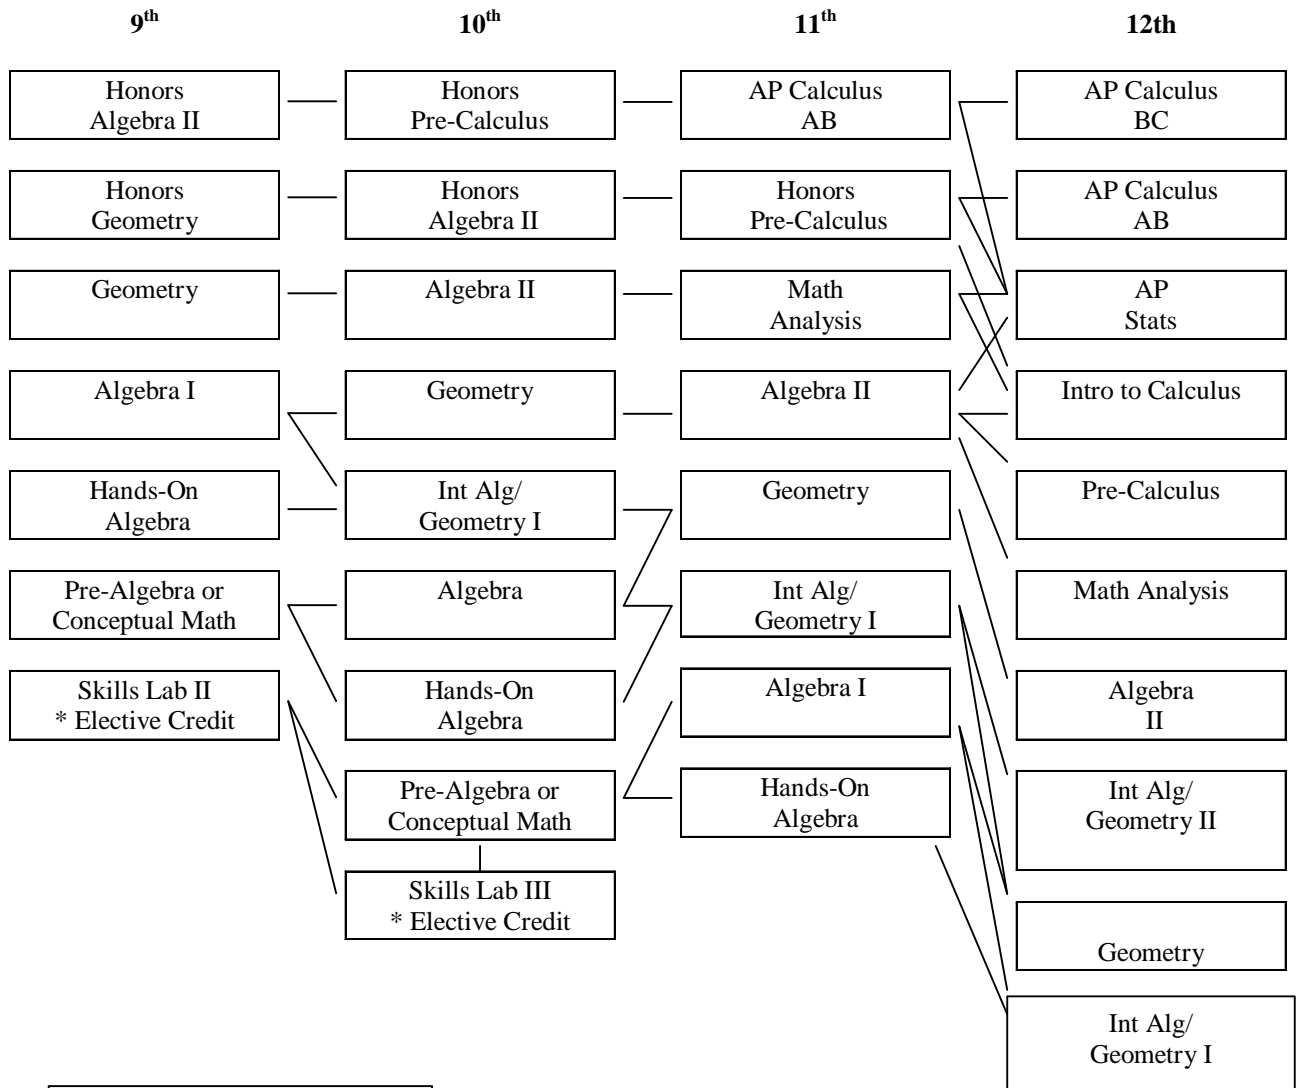 9th
10th
11th
12th
Honors
Algebra II
Honors
Pre-Calculus
AP Calculus
AB
AP Calculus
BC
Honors
Geometry
Honors
Algebra II
Honors
Pre-Calculus
AP Calculus
AB
Geometry
Algebra II
Math
Analysis
AP
Stats
Algebra I
Geometry
Algebra II
Intro to Calculus
Hands-On
Algebra
Int Alg/
Geometry I
Geometry
Pre-Calculus
Pre-Algebra or
Conceptual Math
Algebra
Int Alg/
Geometry I
Math Analysis
Skills Lab II
* Elective Credit
Hands-On
Algebra
Algebra I
Algebra
II
Pre-Algebra or
Conceptual Math
Hands-On
Algebra
Int Alg/
Geometry II
Skills Lab III
* Elective Credit
Geometry
Int Alg/
Geometry I